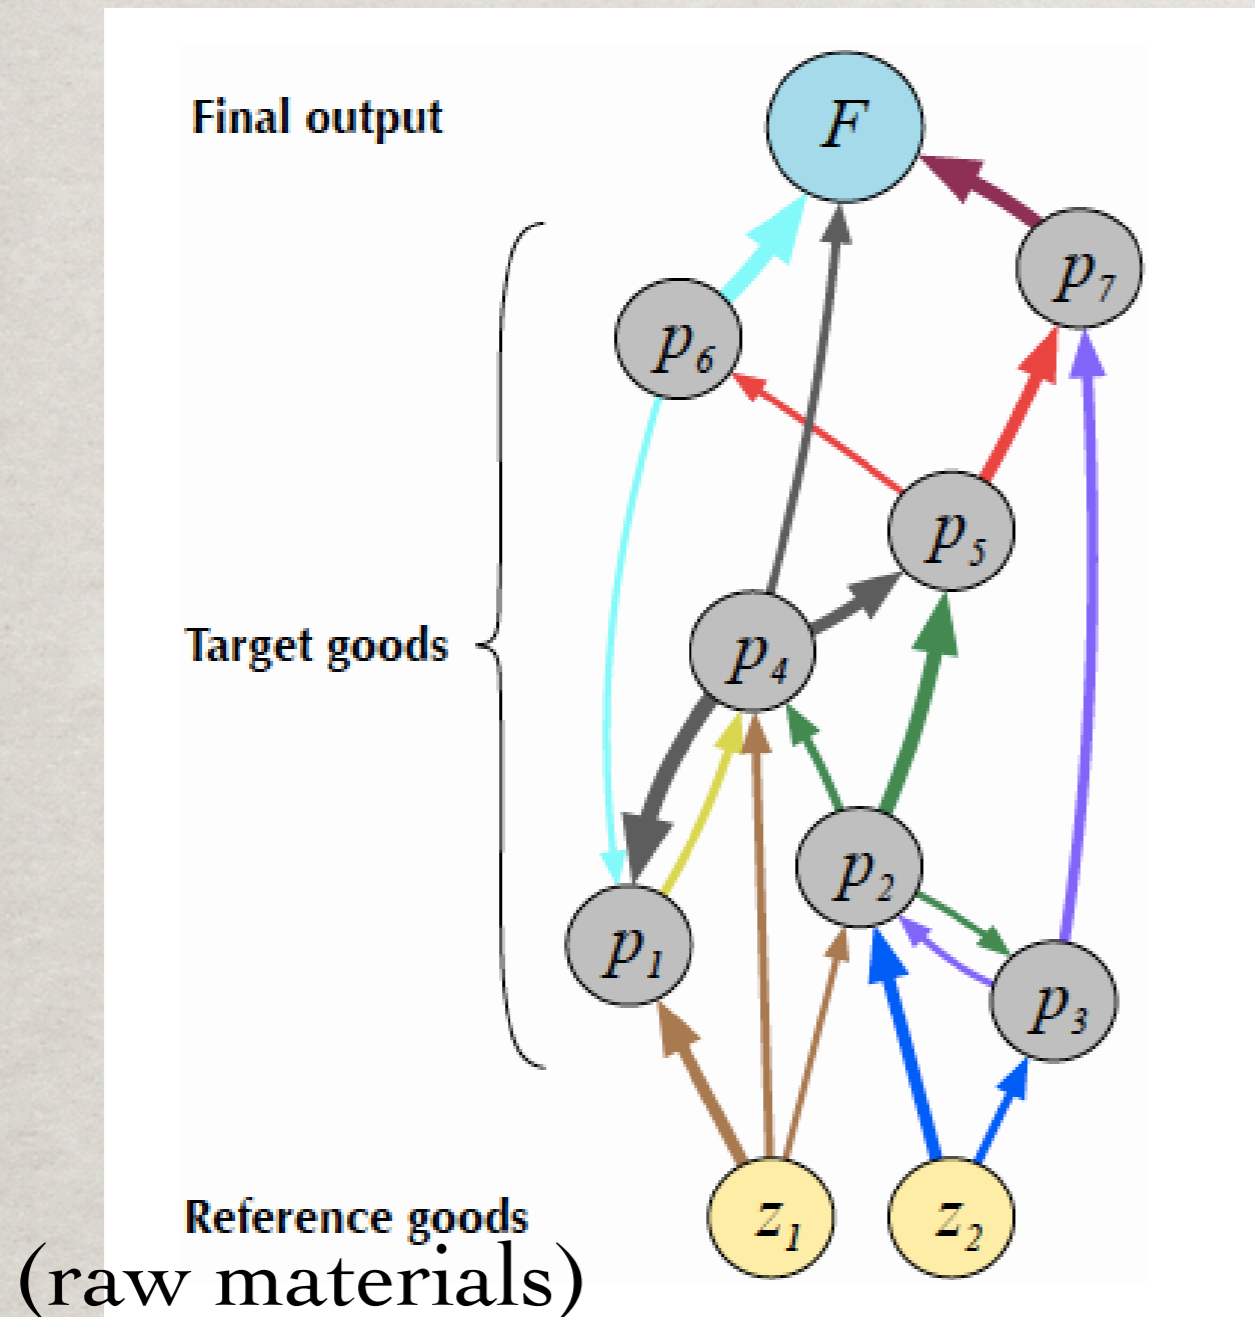 Final output
F
p7
p6
p5
Target goods
p4
p2
p1
p3
Reference goods
z1
z2
(raw materials)